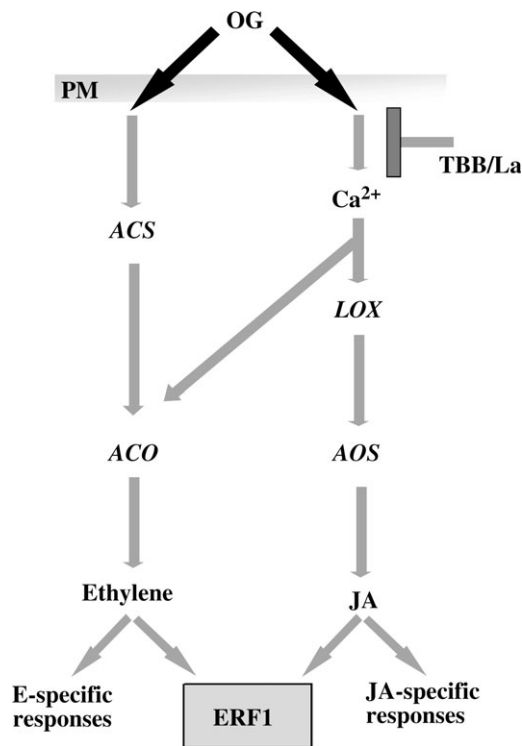 OG
PM
TBB/La
Ca²⁺
ACS
LOX
ACO
AOS
Ethylene
JA
E-specific
responses
ERF1
JA-specific
responses